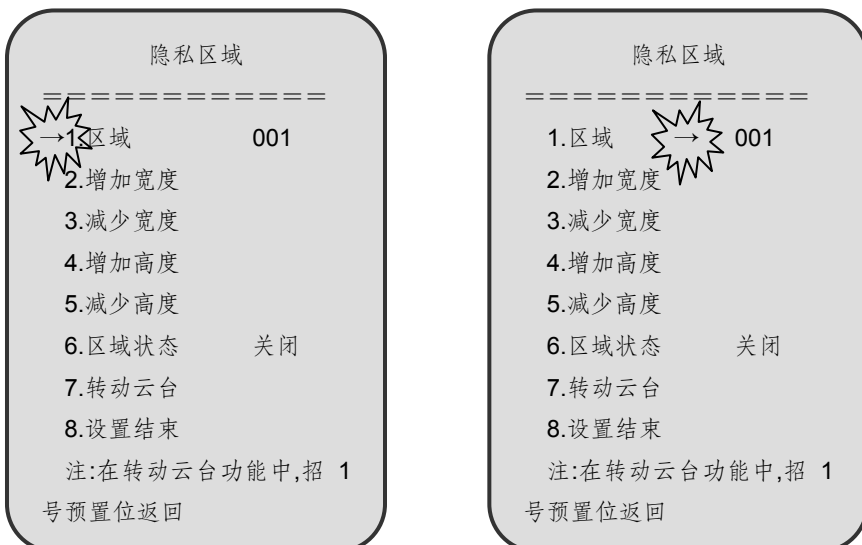 隐私区域
============
→1.区域 001
2.增加宽度
3.减少宽度
4.增加高度
5.减少高度
6.区域状态 关闭
7.转动云台
8.设置结束
注:在转动云台功能中,招 1
号预置位返回
隐私区域
============
1.区域 → 001
2.增加宽度
3.减少宽度
4.增加高度
5.减少高度
6.区域状态 关闭
7.转动云台
8.设置结束
注:在转动云台功能中,招 1
号预置位返回